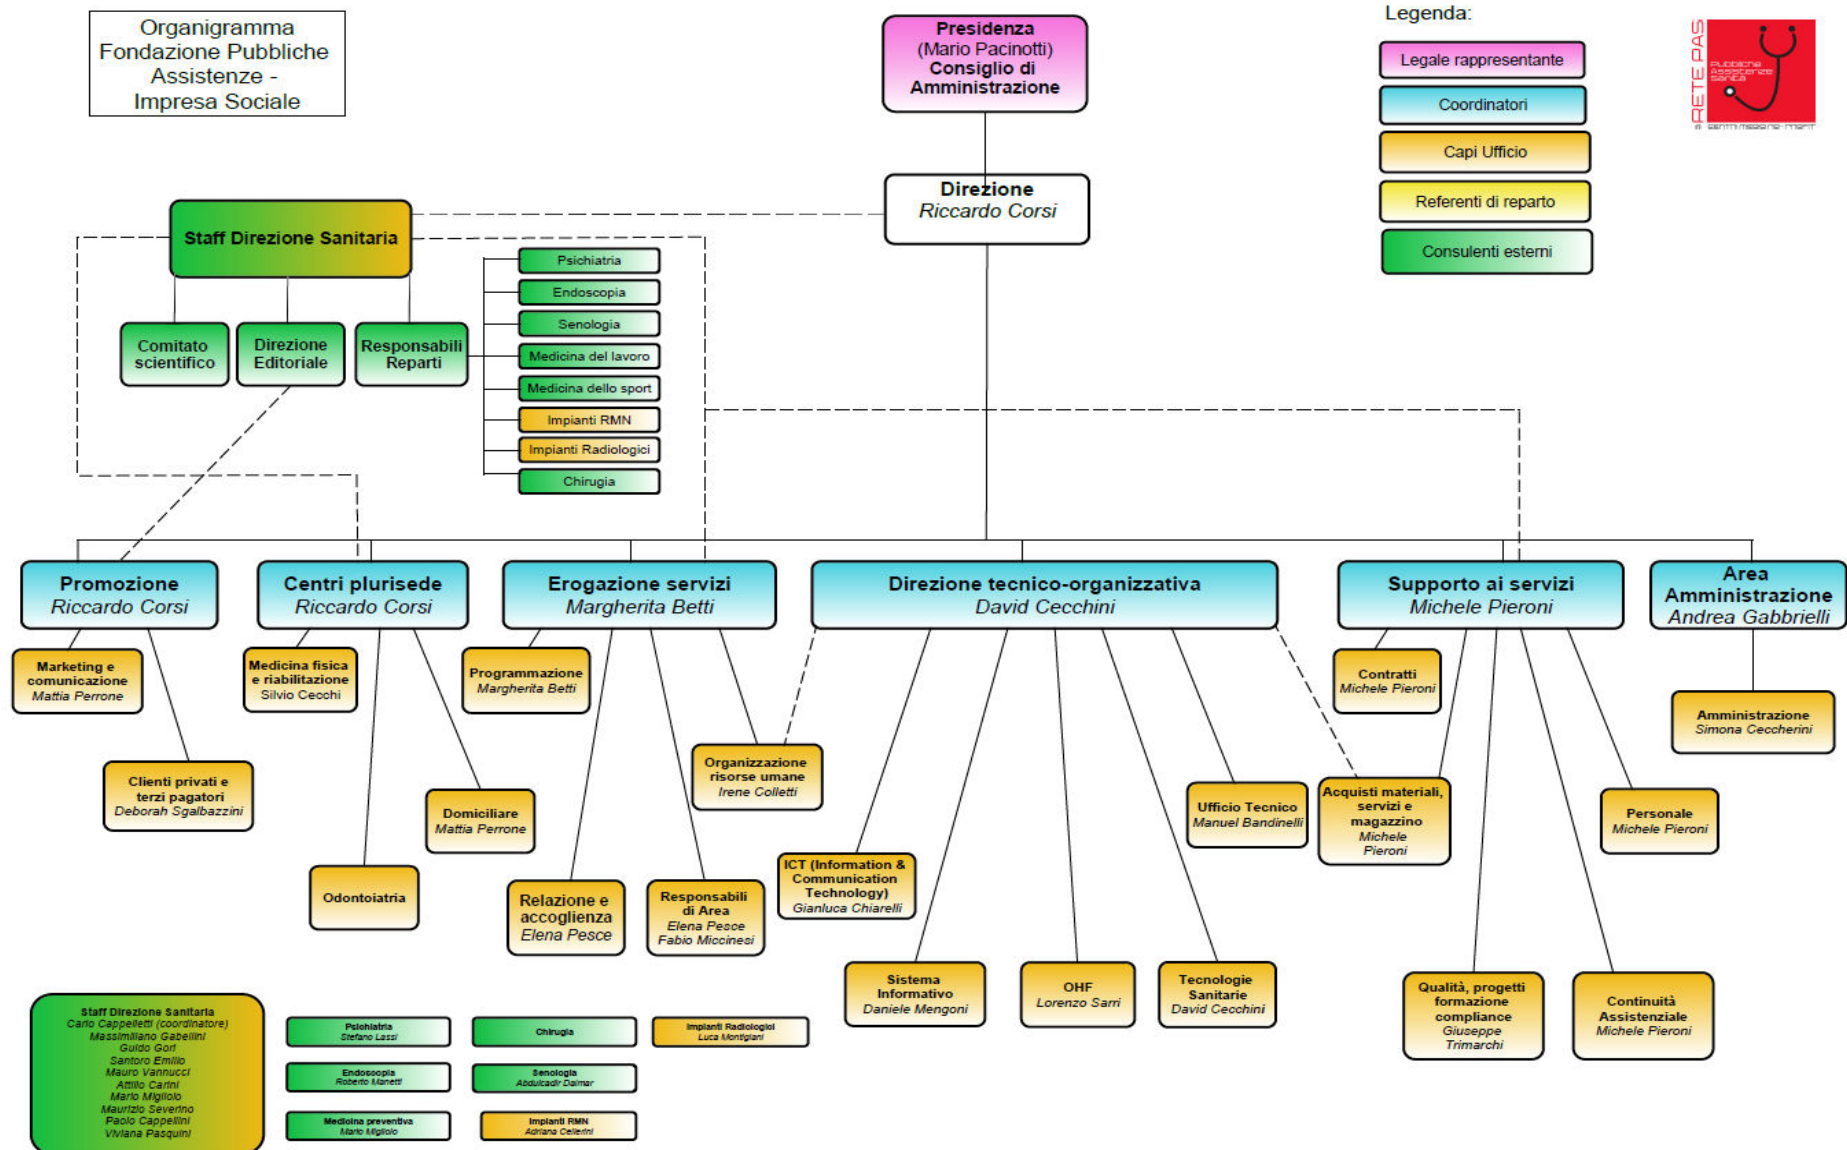 Organigramma
Fondazione Pubbliche
Assistenze -
Impresa Sociale
Presidenza
(Mario Pacinotti)
Consiglio di
Amministrazione
Legenda:
Legale rappresentante
Coordinatori
Capi Ufficio
Referenti di reparto
Consulenti esterni
RETE PAS
Pubbliche
Assistenze
Sanità
Direzione
Riccardo Corsi
Staff Direzione Sanitaria
Comitato
scientifico
Direzione
Editoriale
Responsabili
Reparti
Psichiatria
Endoscopia
Senologia
Medicina del lavoro
Medicina dello sport
Impianti RMN
Impianti Radiologici
Chirugia
Promozione
Riccardo Corsi
Centri plurisede
Riccardo Corsi
Erogazione servizi
Margherita Betti
Direzione tecnico-organizzativa
David Cecchini
Supporto ai servizi
Michele Pieroni
Area
Amministrazione
Andrea Gabbrielli
Marketing e
comunicazione
Mattia Perrone
Clienti privati e
terzi pagatori
Deborah Sgalbazzini
Medicina fisica
e riabilitazione
Silvio Cecchi
Odontoiatria
Domiciliare
Mattia Perrone
Programmazione
Margherita Betti
Relazione e
accoglienza
Elena Pesce
Responsabili
di Area
Elena Pesce
Fabio Miccinesi
Organizzazione
risorse umane
Irene Colletti
ICT (Information &
Communication
Technology)
Gianluca Chiarelli
Sistema
Informativo
Daniele Mengoni
OHF
Lorenzo Sarri
Tecnologie
Sanitarie
David Cecchini
Ufficio Tecnico
Manuel Bandinelli
Contratti
Michele Pieroni
Acquisti materiali,
servizi e
magazzino
Michele
Pieroni
Qualità, progetti
formazione
compliance
Giuseppe
Trimarchi
Continuità
Assistenziale
Michele Pieroni
Personale
Michele Pieroni
Amministrazione
Simona Ceccherini
Staff Direzione Sanitaria
Carlo Cappelletti (coordinatore)
Massimiliano Gabellini
Guido Gori
Santoro Emilio
Mauro Vannucci
Attilio Carini
Mario Migliolo
Maurizio Severino
Paolo Cappellini
Viviana Pasquini
Psichiatria
Stefano Lassi
Chirugia
Impianti Radiologici
Luca Montigiani
Endoscopia
Roberto Manetti
Senologia
Abdulcadir Daimar
Medicina preventiva
Mario Migliolo
Impianti RMN
Adriana Cellerini